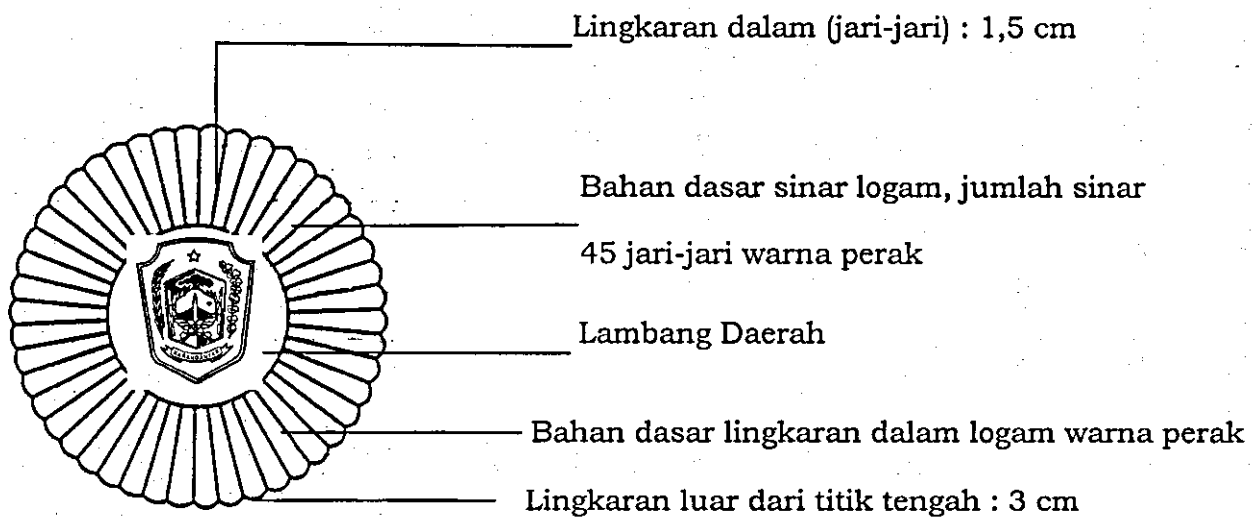 Lingkaran dalam (jari-jari) : 1,5 cm
Bahan dasar sinar logam, jumlah sinar
45 jari-jari warna perak
Lambang Daerah
Bahan dasar lingkaran dalam logam warna perak
Lingkaran luar dari titik tengah : 3 cm